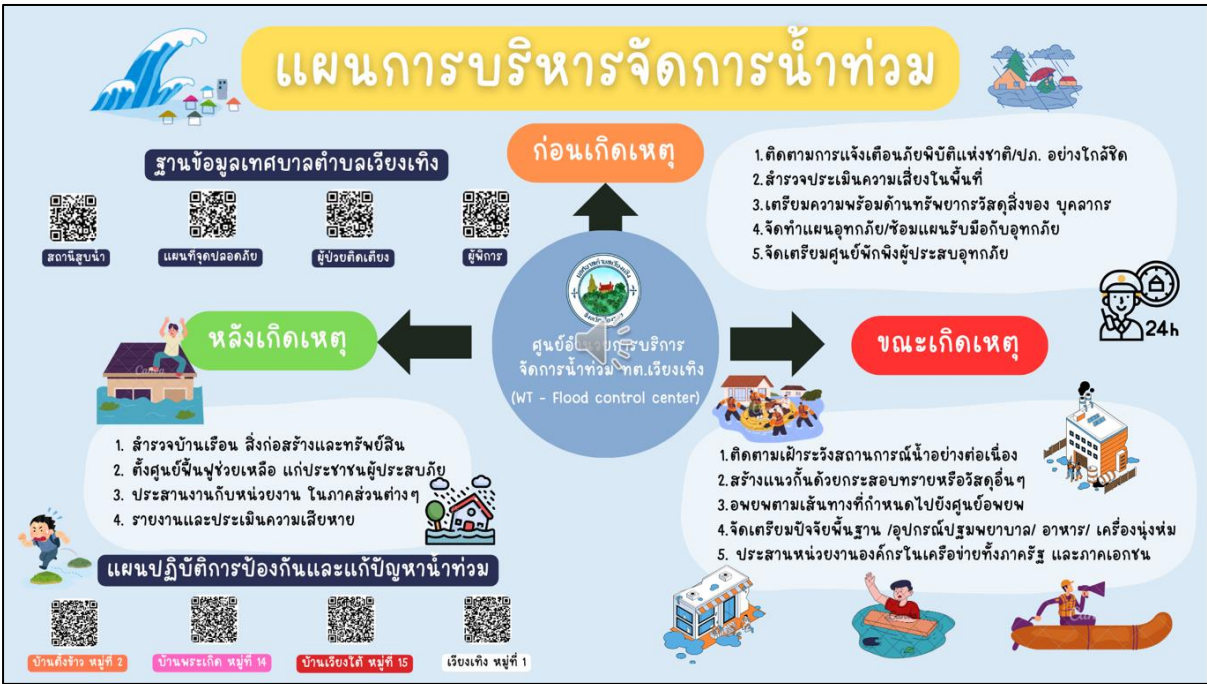 แผนการบริหารจัดการน้ำท่วม
ก่อนเกิดเหตุ
ฐานข้อมูลเทศบาลตำบลเวียงเทิง
สถานีสูบน้ำ
แผนที่จุดปลอดภัย
ผู้ป่วยติดเตียง
ผู้พิการ
1.ติดตามการแจ้งเตือนภัยพิบัติแห่งชาติ/ปภ. อย่างใกล้ชิด
2.สำรวจประเมินความเสี่ยงในพื้นที่
3.เตรียมความพร้อมด้านทรัพยากรวัสดุสิ่งของ บุคลากร
4.จัดทำแผนอุทกภัย/ซ้อมแผนรับมือกับอุทกภัย
5.จัดเตรียมศูนย์พักพิงผู้ประสบอุทกภัย
24h
ศูนย์อำนวยการบริการ
จัดการน้ำท่วม ทต.เวียงเทิง
(WT - Flood control center)
หลังเกิดเหตุ
1. สำรวจบ้านเรือน สิ่งก่อสร้างและทรัพย์สิน
2. ตั้งศูนย์ฟื้นฟูช่วยเหลือ แก่ประชาชนผู้ประสบภัย
3. ประสานงานกับหน่วยงาน ในภาคส่วนต่างๆ
4. รายงานและประเมินความเสียหาย
ขณะเกิดเหตุ
1.ติดตามเฝ้าระวังสถานการณ์น้ำอย่างต่อเนื่อง
2.สร้างแนวกั้นด้วยกระสอบทรายหรือวัสดุอื่นๆ
3.อพยพตามเส้นทางที่กำหนดไปยังศูนย์อพยพ
4.จัดเตรียมปัจจัยพื้นฐาน /อุปกรณ์ปฐมพยาบาล/ อาหาร/ เครื่องนุ่งห่ม
5. ประสานหน่วยงานองค์กรในเครือข่ายทั้งภาครัฐ และภาคเอกชน
แผนปฏิบัติการป้องกันและแก้ปัญหาน้ำท่วม
บ้านตั้งข้าว หมู่ที่ 2
บ้านพระเกิด หมู่ที่ 14
บ้านเวียงใต้ หมู่ที่ 15
เวียงเทิง หมู่ที่ 1